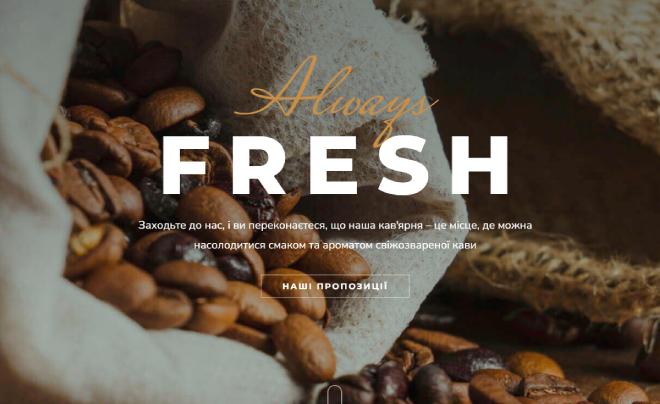 Always
FRESH
Заходьте до нас, і ви переконаєтеся, що наша кав'ярня – це місце, де можна
насолодитися смаком та ароматом свіжозвареної кави
НАШІ ПРОПОЗИЦІЇ